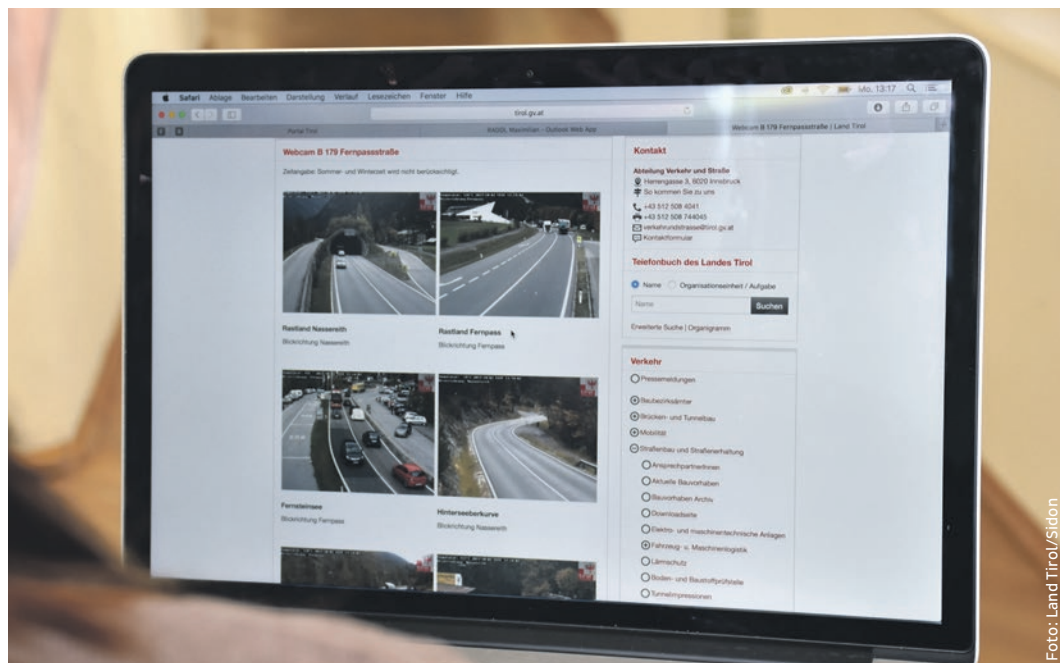 Safari Ablage Bearbeiten Darstellung Verlauf Lesezeichen Fenster Hilfe
Mo. 13:17
tirol.gv.at
Portal Tirol
Maximilian - Outlook Web App
Webcam B 179 Fernpassstraße | Land Tirol
Webcam B 179 Fernpassstraße
Zeitangabe: Sommer- und Winterzeit wird nicht berücksichtigt.
Rastland Nassereith
Blickrichtung Nassereith
Rastland Fernpass
Blickrichtung Fernpass
Fernsteinsee
Blickrichtung Fernpass
Hinterseeberkurve
Blickrichtung Nassereith
Kontakt
Abteilung Verkehr und Straße
Herrengasse 3, 6020 Innsbruck
So kommen Sie zu uns
+43 512 508 4041
+43 512 508 744045
verkehrundstrasse@tirol.gv.at
Kontaktformular
Telefonbuch des Landes Tirol
Name Organisationseinheit / Aufgabe
Name Suchen
Erweiterte Suche | Organigramm
Verkehr
Pressemeldungen
Baubezirksämter
Brücken- und Tunnelbau
Mobilität
Straßenbau und Straßenerhaltung
AnsprechpartnerInnen
Aktuelle Bauvorhaben
Bauvorhaben Archiv
Downloadseite
Elektro- und maschinentechnische Anlagen
Fahrzeug- u. Maschinenlogistik
Lärmschutz
Boden- und Baustoffprüfstelle
Tunnelimpressionen
Foto: Land Tirol/Sidon